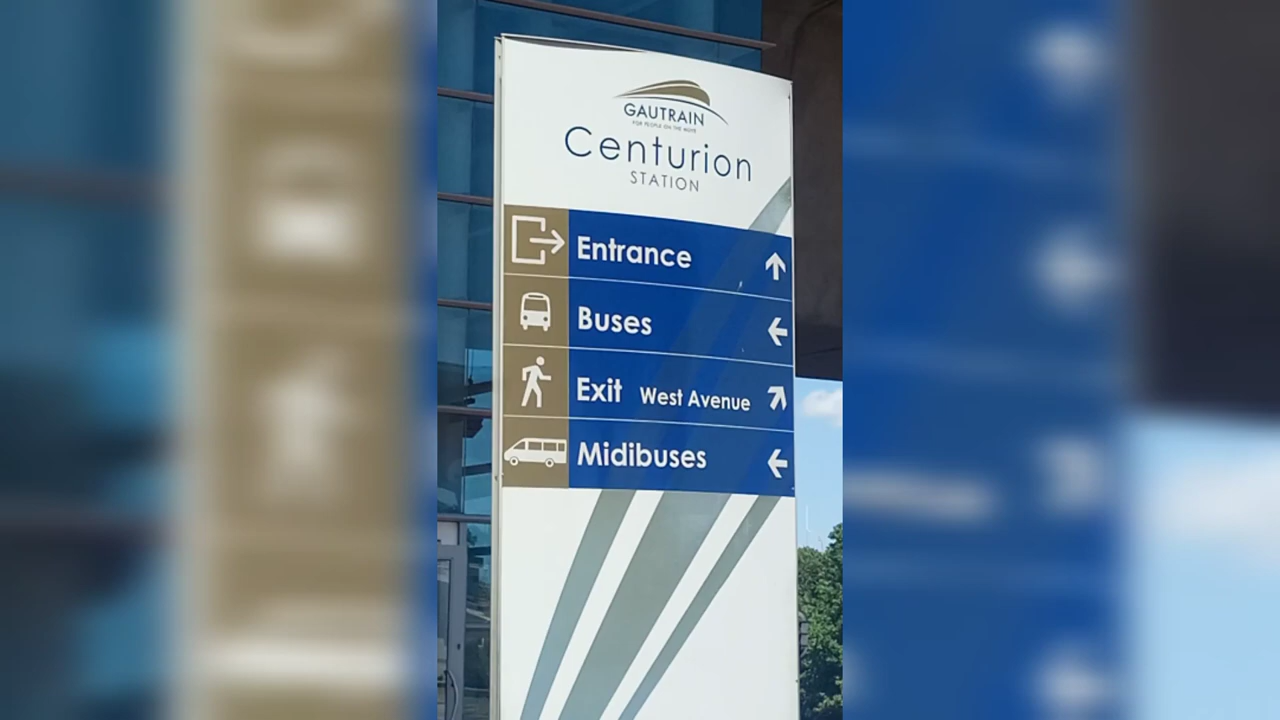 GAUTRAIN
FOR PEOPLE ON THE MOVE
Centurion
STATION
Entrance
Buses
Exit West Avenue
Midibuses